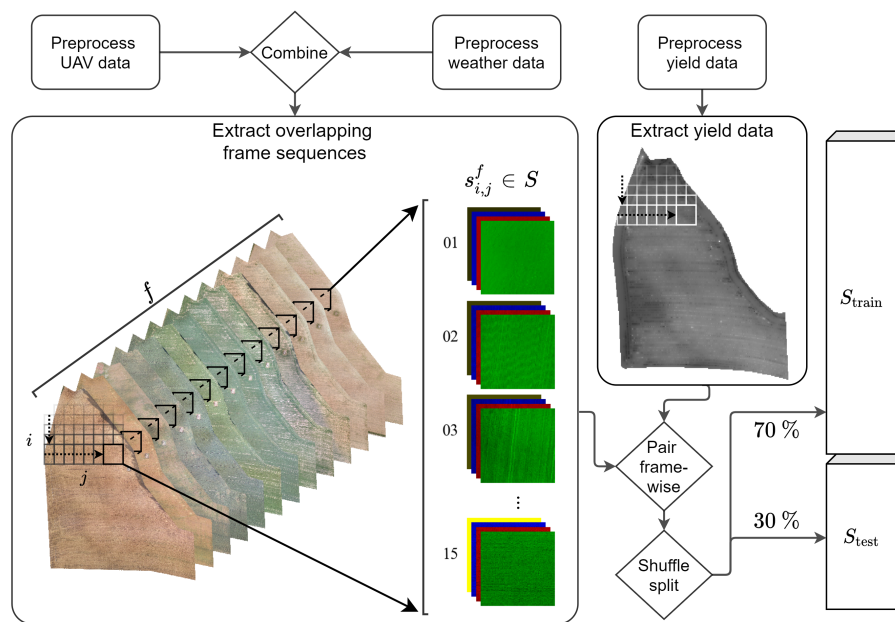 Preprocess
UAV data
Combine
Preprocess
weather data
Preprocess
yield data
Extract overlapping
frame sequences
Extract yield data
s^f_{i,j} ∈ S
f
i
j
01
02
03
⋮
15
Pair
frame-
wise
Shuffle
split
70 %
30 %
S_train
S_test